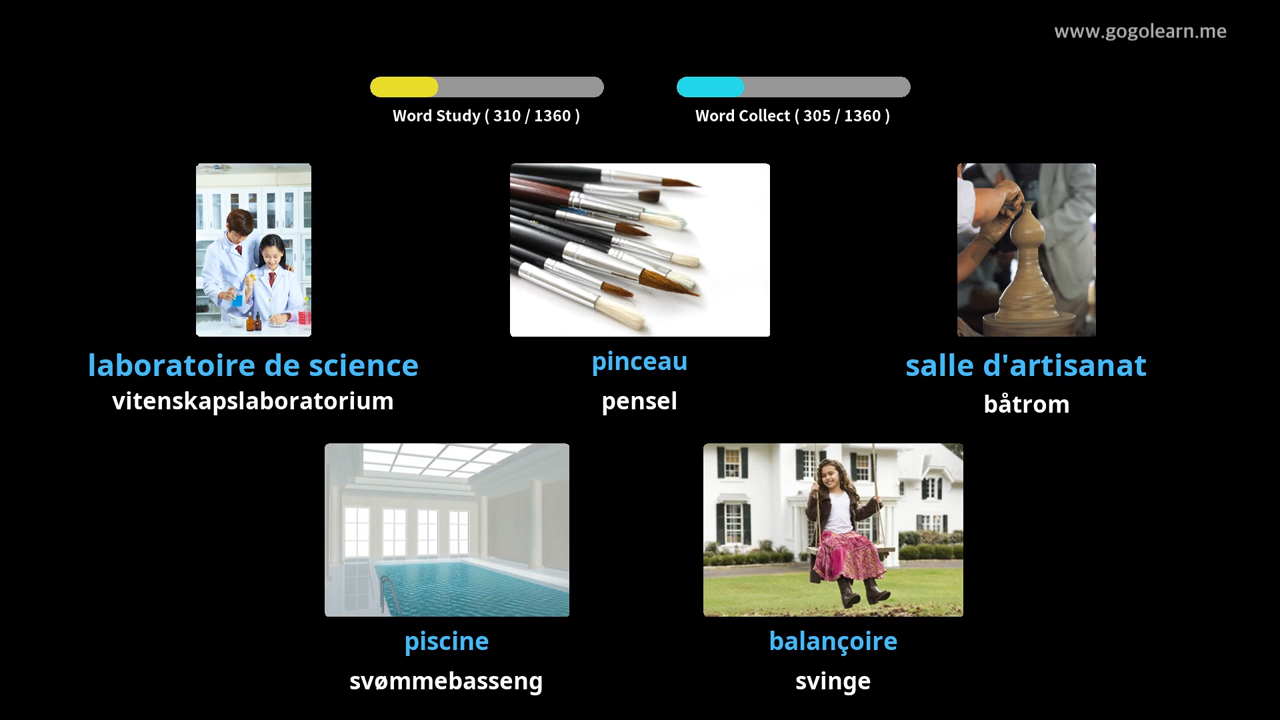 www.gogolearn.me
Word Study ( 310 / 1360 )
Word Collect ( 305 / 1360 )
laboratoire de science
vitenskapslaboratorium
pinceau
pensel
salle d'artisanat
båtrom
piscine
svømmebasseng
balançoire
svinge